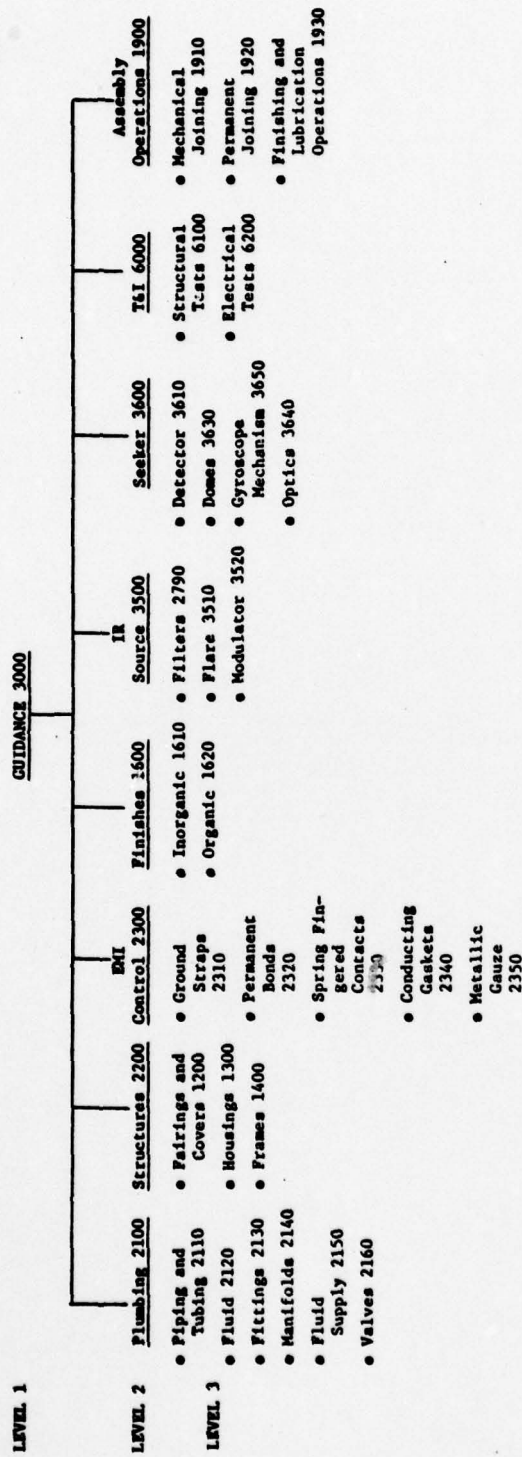 LEVEL 1
GUIDANCE 3000
LEVEL 2
Plumbing 2100
Structures 2200
EMI
Control 2300
Finishes 1600
IR
Source 3500
Seeker 3600
T&I 6000
Assembly
Operations 1900
LEVEL 3
• Piping and
Tubing 2110
• Fluid 2120
• Fittings 2130
• Manifolds 2140
• Fluid
Supply 2150
• Valves 2160
• Fairings and
Covers 1200
• Housings 1300
• Frames 1400
• Ground
Straps
2310
• Permanent
Bonds
2320
• Spring Fin-
gered
Contacts
2330
• Conducting
Gaskets
2340
• Metallic
Gauze
2350
• Inorganic 1610
• Organic 1620
• Filters 2790
• Flare 3510
• Modulator 3520
• Detector 3610
• Domes 3630
• Gyroscope
Mechanism 3650
• Optics 3640
• Structural
Tests 6100
• Electrical
Tests 6200
• Mechanical
Joining 1910
• Permanent
Joining 1920
• Finishing and
Lubrication
Operations 1930